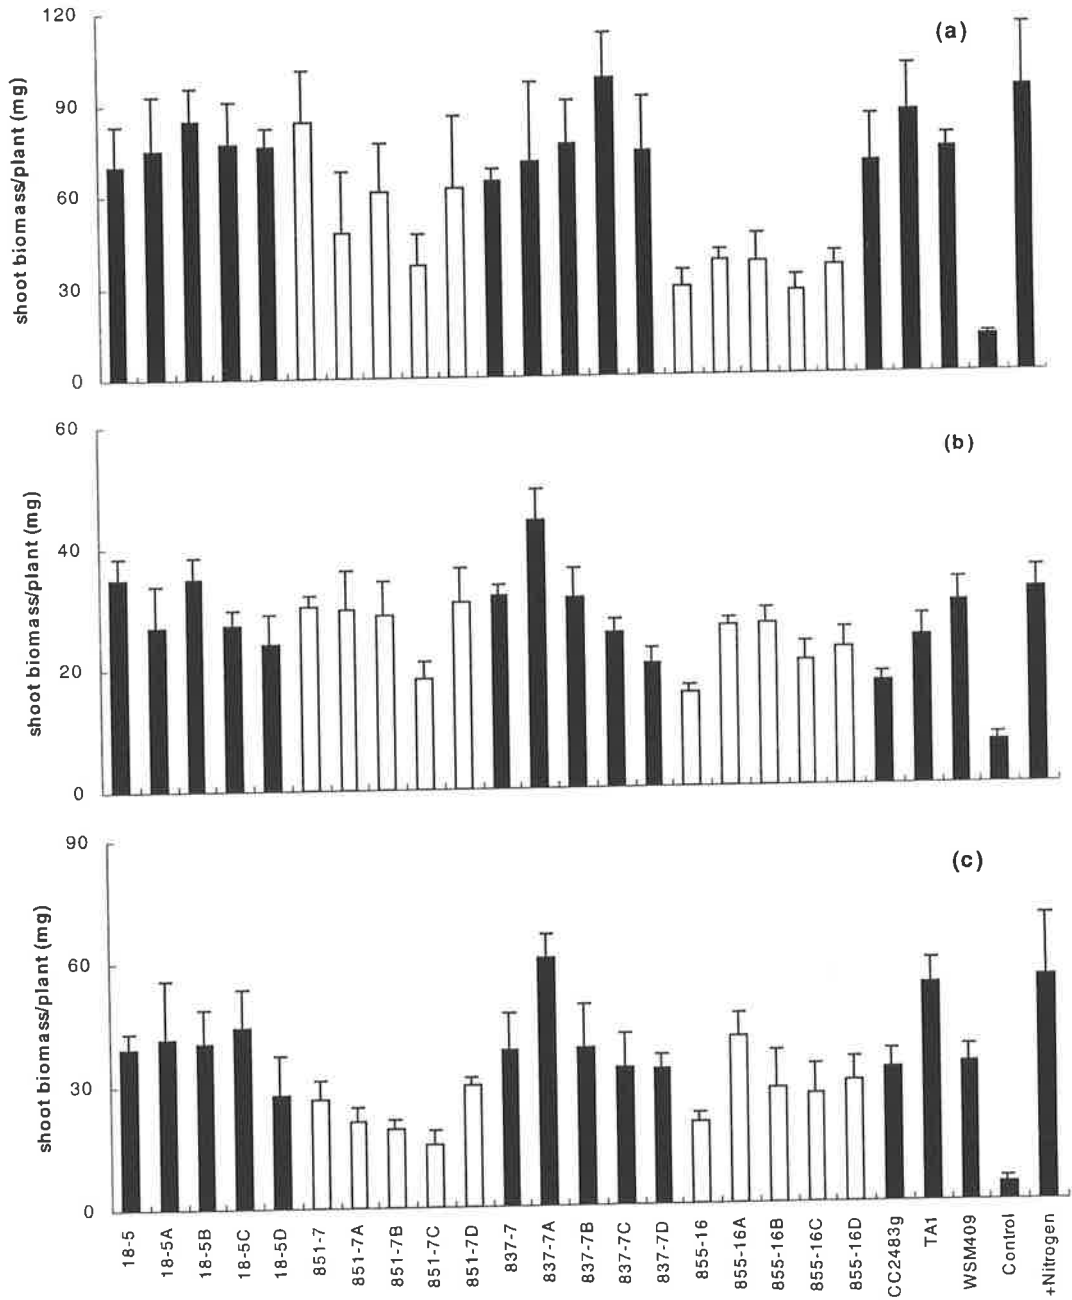 (a)
shoot biomass/plant (mg)
120
90
60
30
0
(b)
shoot biomass/plant (mg)
60
40
20
0
(c)
shoot biomass/plant (mg)
90
60
30
0
18-5
18-5A
18-5B
18-5C
18-5D
851-7
851-7A
851-7B
851-7C
851-7D
837-7
837-7A
837-7B
837-7C
837-7D
855-16
855-16A
855-16B
855-16C
855-16D
CC2483g
TA1
WSM409
Control
+Nitrogen